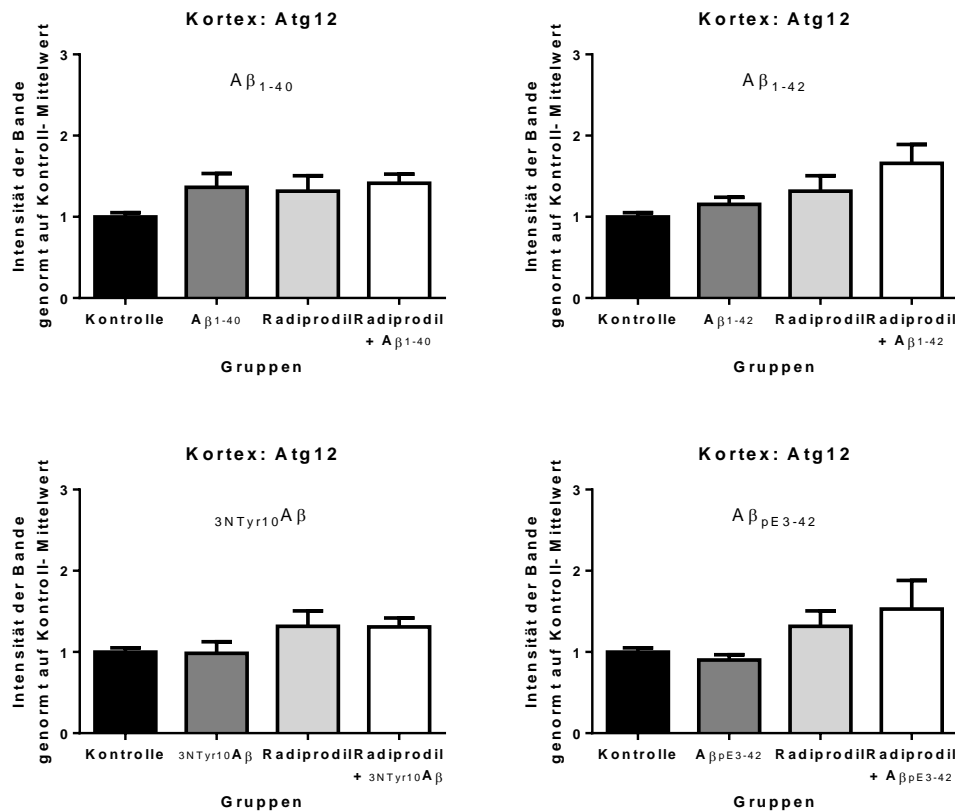 Kortex: Atg12
Intensität der Bande
genormt auf Kontroll-Mittelwert
3
2
1
0
Aβ1-40
Kontrolle Aβ1-40 Radiprodil Radiprodil
+ Aβ1-40
Gruppen
Kortex: Atg12
Intensität der Bande
genormt auf Kontroll-Mittelwert
3
2
1
0
Aβ1-42
Kontrolle Aβ1-42 Radiprodil Radiprodil
+ Aβ1-42
Gruppen
Kortex: Atg12
Intensität der Bande
genormt auf Kontroll-Mittelwert
3
2
1
0
3NTyr10Aβ
Kontrolle 3NTyr10Aβ Radiprodil Radiprodil
+ 3NTyr10Aβ
Gruppen
Kortex: Atg12
Intensität der Bande
genormt auf Kontroll-Mittelwert
3
2
1
0
AβpE3-42
Kontrolle AβpE3-42 Radiprodil Radiprodil
+ AβpE3-42
Gruppen